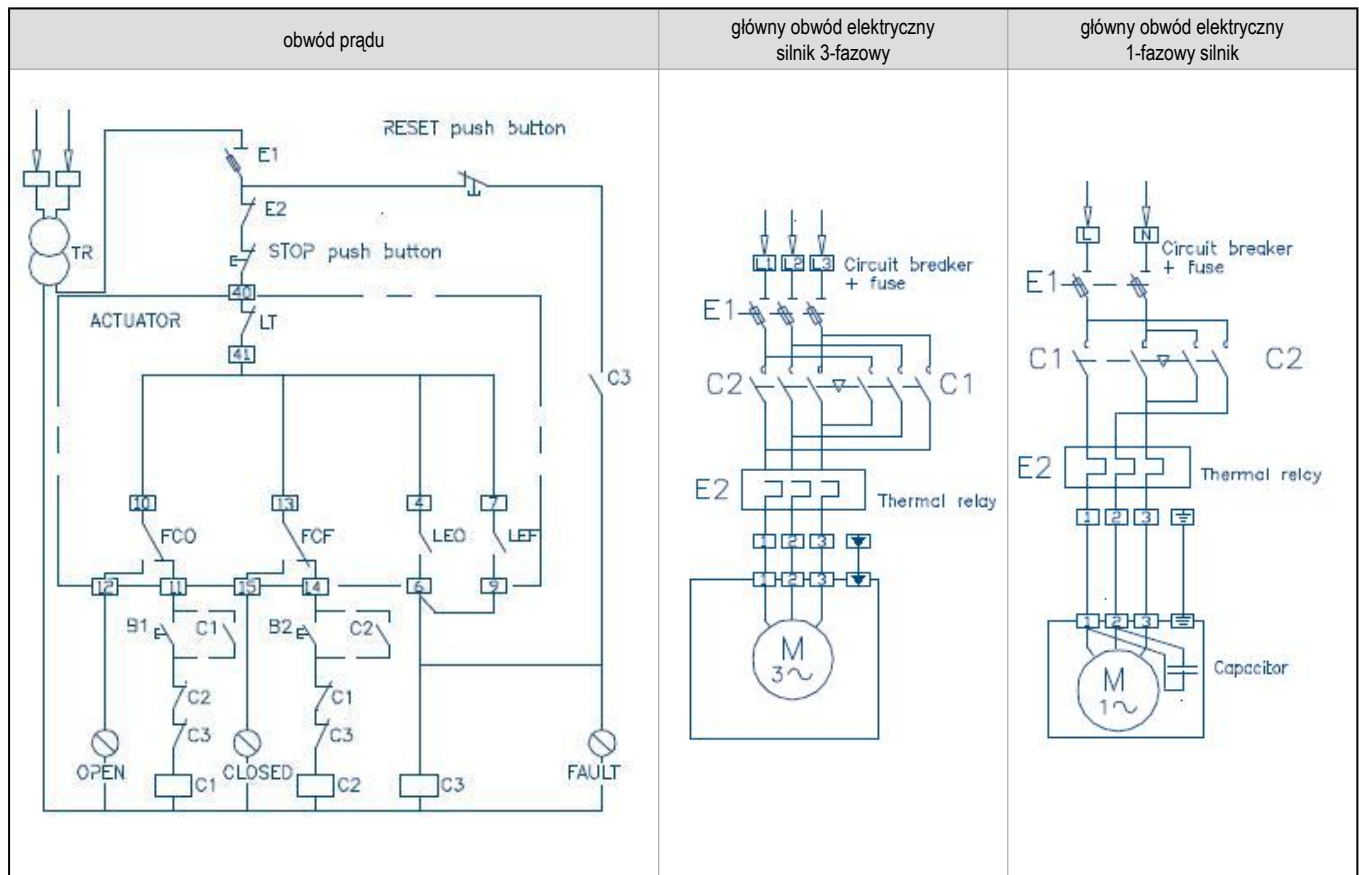 obwód prądu
główny obwód elektryczny
silnik 3-fazowy
główny obwód elektryczny
1-fazowy silnik
RESET push button
E1
E2
TR
STOP push button
40
ACTUATOR
LT
41
C3
10
13
4
7
FCO
FCF
LEO
LEF
12
11
15
14
6
9
B1
C1
B2
C2
C2
C1
C3
C3
OPEN
C1
CLOSED
C2
C3
FAULT
L1
L2
L3
Circuit breaker
+ fuse
E1
C2
C1
E2
Thermal relay
1
2
3
1
2
3
M
3~
L
N
Circuit breaker
+ fuse
E1
C1
C2
E2
Thermal relay
1
2
3
1
2
3
Capacitor
M
1~